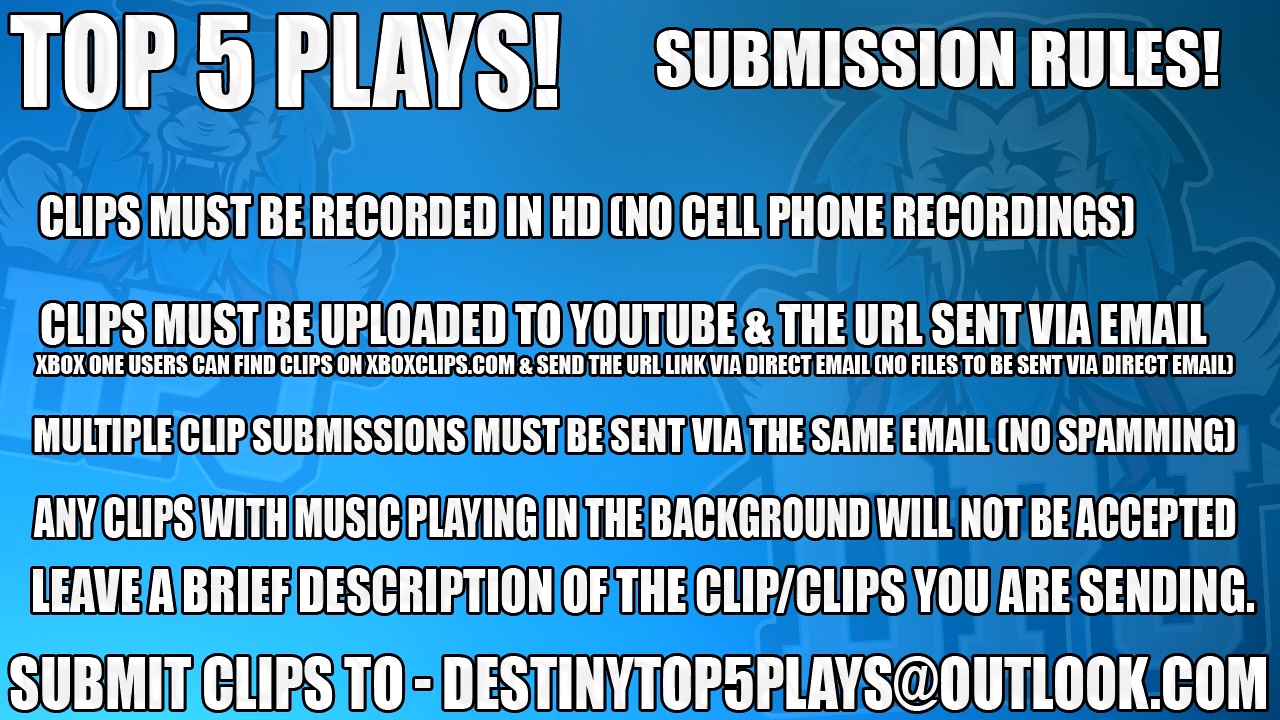 TOP 5 PLAYS!
SUBMISSION RULES!
CLIPS MUST BE RECORDED IN HD (NO CELL PHONE RECORDINGS)
CLIPS MUST BE UPLOADED TO YOUTUBE & THE URL SENT VIA EMAIL
XBOX ONE USERS CAN FIND CLIPS ON XBOXCLIPS.COM & SEND THE URL LINK VIA DIRECT EMAIL (NO FILES TO BE SENT VIA DIRECT EMAIL)
MULTIPLE CLIP SUBMISSIONS MUST BE SENT VIA THE SAME EMAIL (NO SPAMMING)
ANY CLIPS WITH MUSIC PLAYING IN THE BACKGROUND WILL NOT BE ACCEPTED
LEAVE A BRIEF DESCRIPTION OF THE CLIP/CLIPS YOU ARE SENDING.
SUBMIT CLIPS TO - DESTINYTOP5PLAYS@OUTLOOK.COM